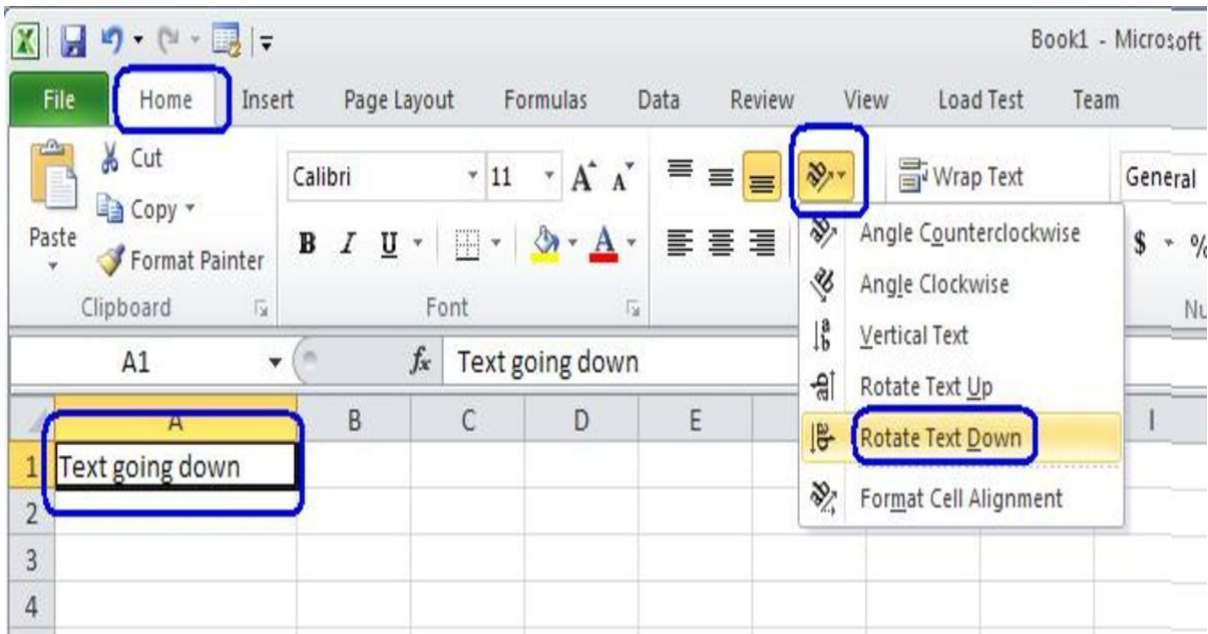 Book1 - Microsoft
File Home Insert Page Layout Formulas Data Review View Load Test Team
Cut
Copy
Paste
Format Painter
Clipboard
Calibri 11
B I U
A
Font
Wrap Text
General
$ %
Angle Counterclockwise
Angle Clockwise
Vertical Text
Rotate Text Up
Rotate Text Down
Format Cell Alignment
A1 fx Text going down
A B C D E I
1 Text going down
2
3
4